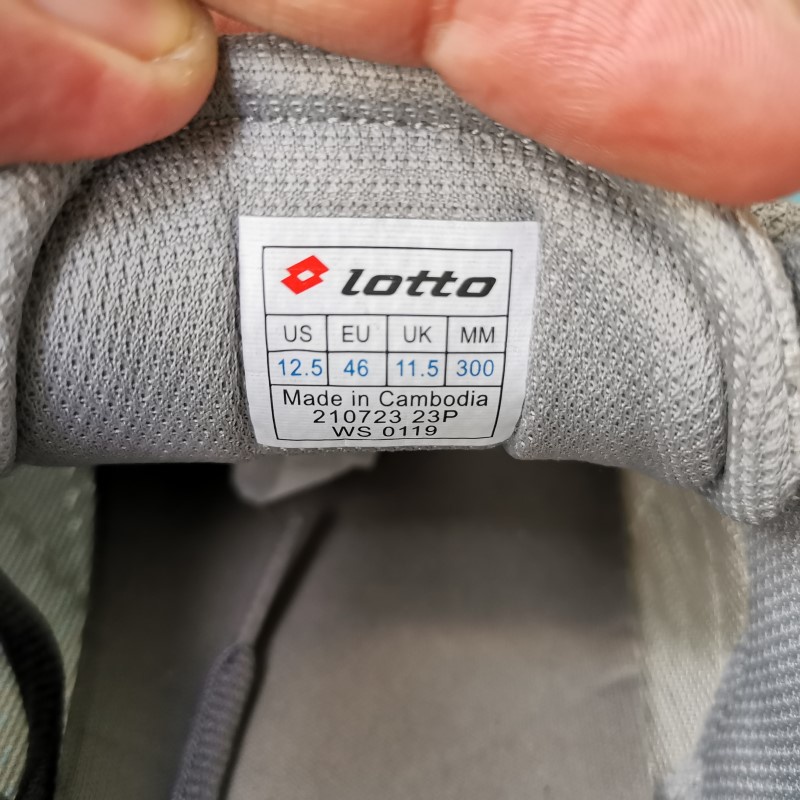 lotto
US EU UK MM
12.5 46 11.5 300
Made in Cambodia
210723 23P
WS 0119